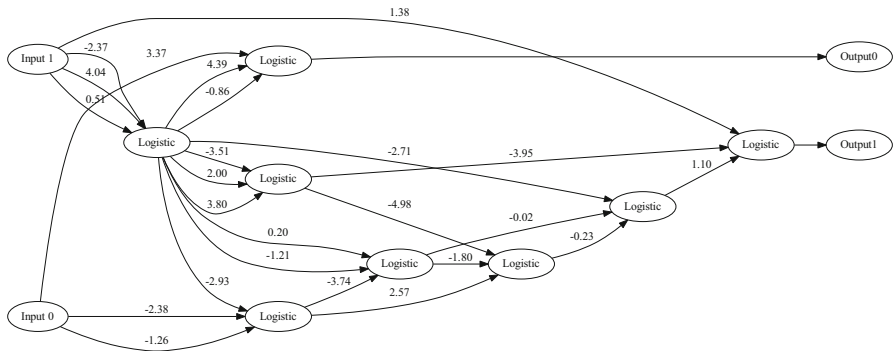 1.38
Input 1
-2.37
3.37
4.04
4.39
Logistic
Output0
0.51
-0.86
Logistic
-3.51
-2.71
-3.95
Logistic
Output1
2.00
Logistic
1.10
3.80
-4.98
Logistic
0.20
-0.02
-0.23
-1.21
Logistic
-1.80
Logistic
-2.93
-3.74
2.57
Input 0
-2.38
Logistic
-1.26